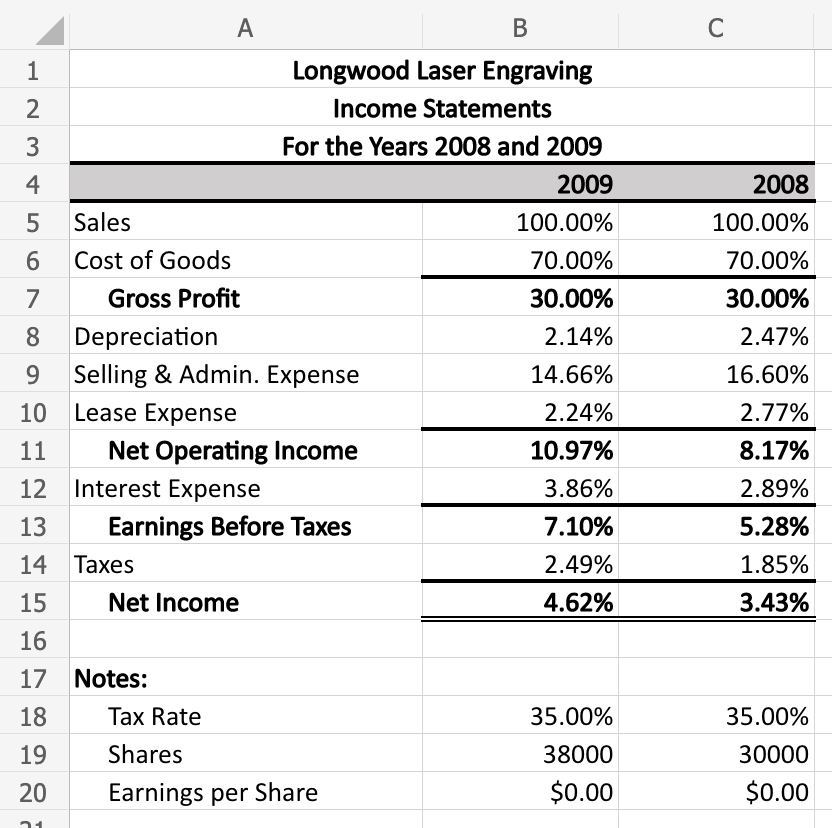 A B C
1 Longwood Laser Engraving
2 Income Statements
3 For the Years 2008 and 2009
4 2009 2008
5 Sales 100.00% 100.00%
6 Cost of Goods 70.00% 70.00%
7 Gross Profit 30.00% 30.00%
8 Depreciation 2.14% 2.47%
9 Selling & Admin. Expense 14.66% 16.60%
10 Lease Expense 2.24% 2.77%
11 Net Operating Income 10.97% 8.17%
12 Interest Expense 3.86% 2.89%
13 Earnings Before Taxes 7.10% 5.28%
14 Taxes 2.49% 1.85%
15 Net Income 4.62% 3.43%
16
17 Notes:
18 Tax Rate 35.00% 35.00%
19 Shares 38000 30000
20 Earnings per Share $0.00 $0.00
21